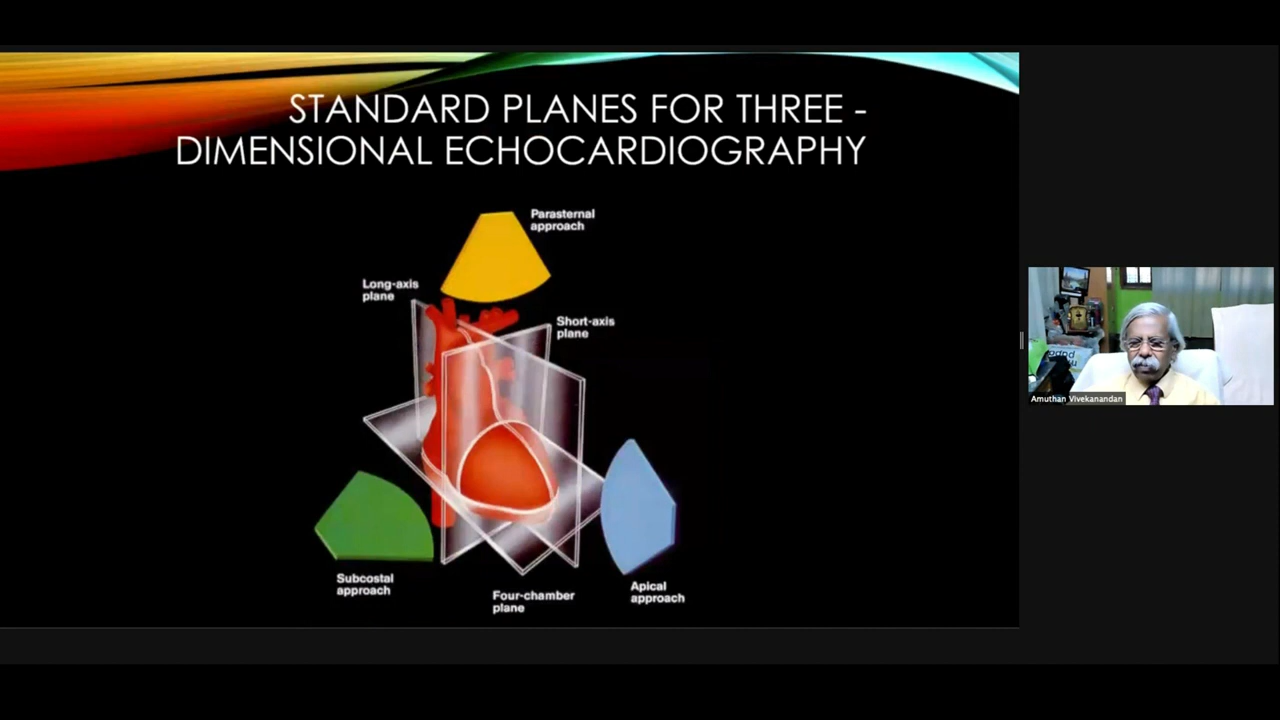 STANDARD PLANES FOR THREE -
DIMENSIONAL ECHOCARDIOGRAPHY
Parasternal
approach
Long-axis
plane
Short-axis
plane
Subcostal
approach
Four-chamber
plane
Apical
approach
Amuthan Vivekanandan